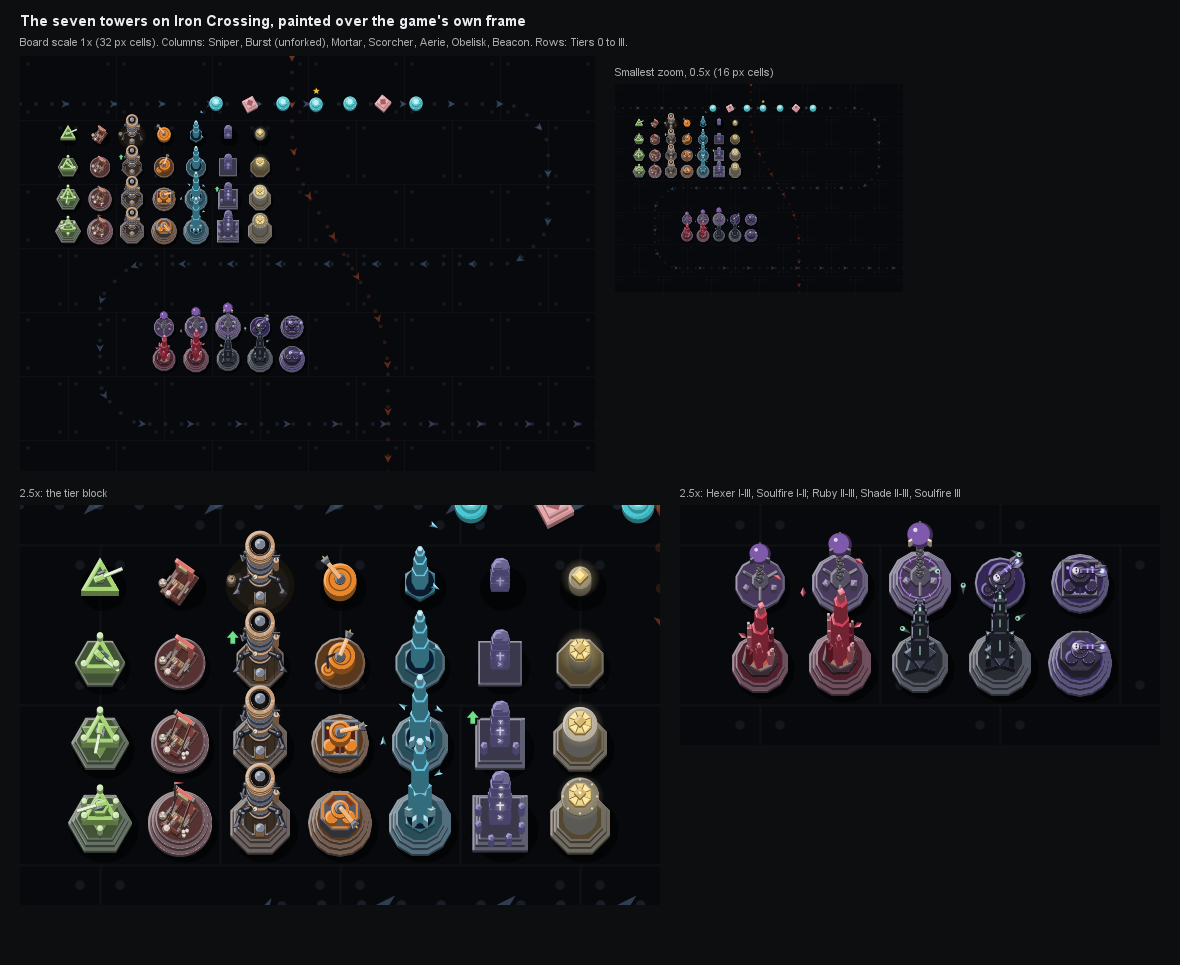 The seven towers on Iron Crossing, painted over the game's own frame
Board scale 1x (32 px cells). Columns: Sniper, Burst (unforked), Mortar, Scorcher, Aerie, Obelisk, Beacon. Rows: Tiers 0 to III.
Smallest zoom, 0.5x (16 px cells)
2.5x: the tier block
2.5x: Hexer I-III, Soulfire I-II; Ruby II-III, Shade II-III, Soulfire III